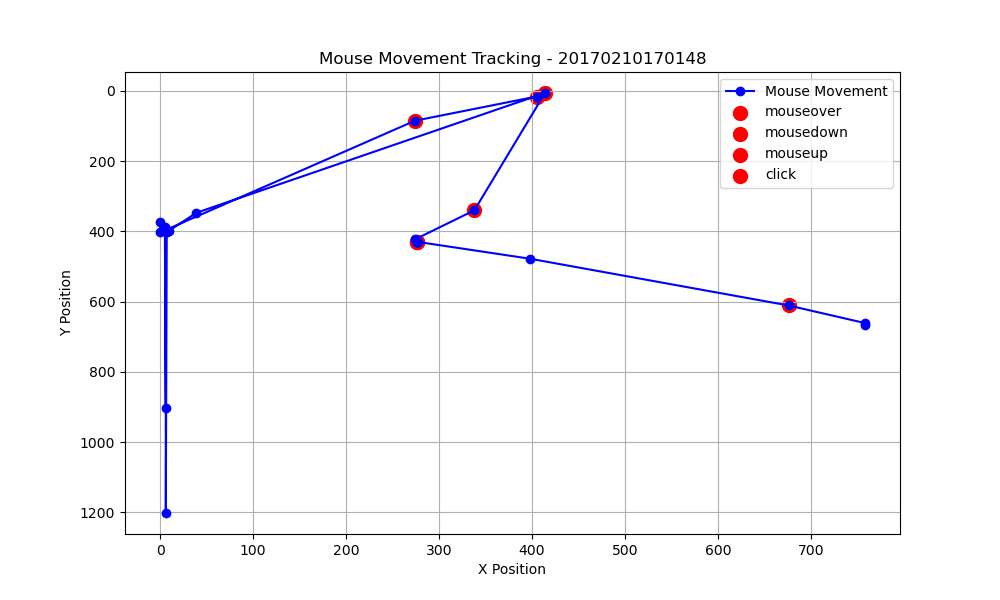 Mouse Movement Tracking - 20170210170148
Mouse Movement
mouseover
mousedown
mouseup
click
0
200
400
600
800
1000
1200
Y Position
0 100 200 300 400 500 600 700
X Position